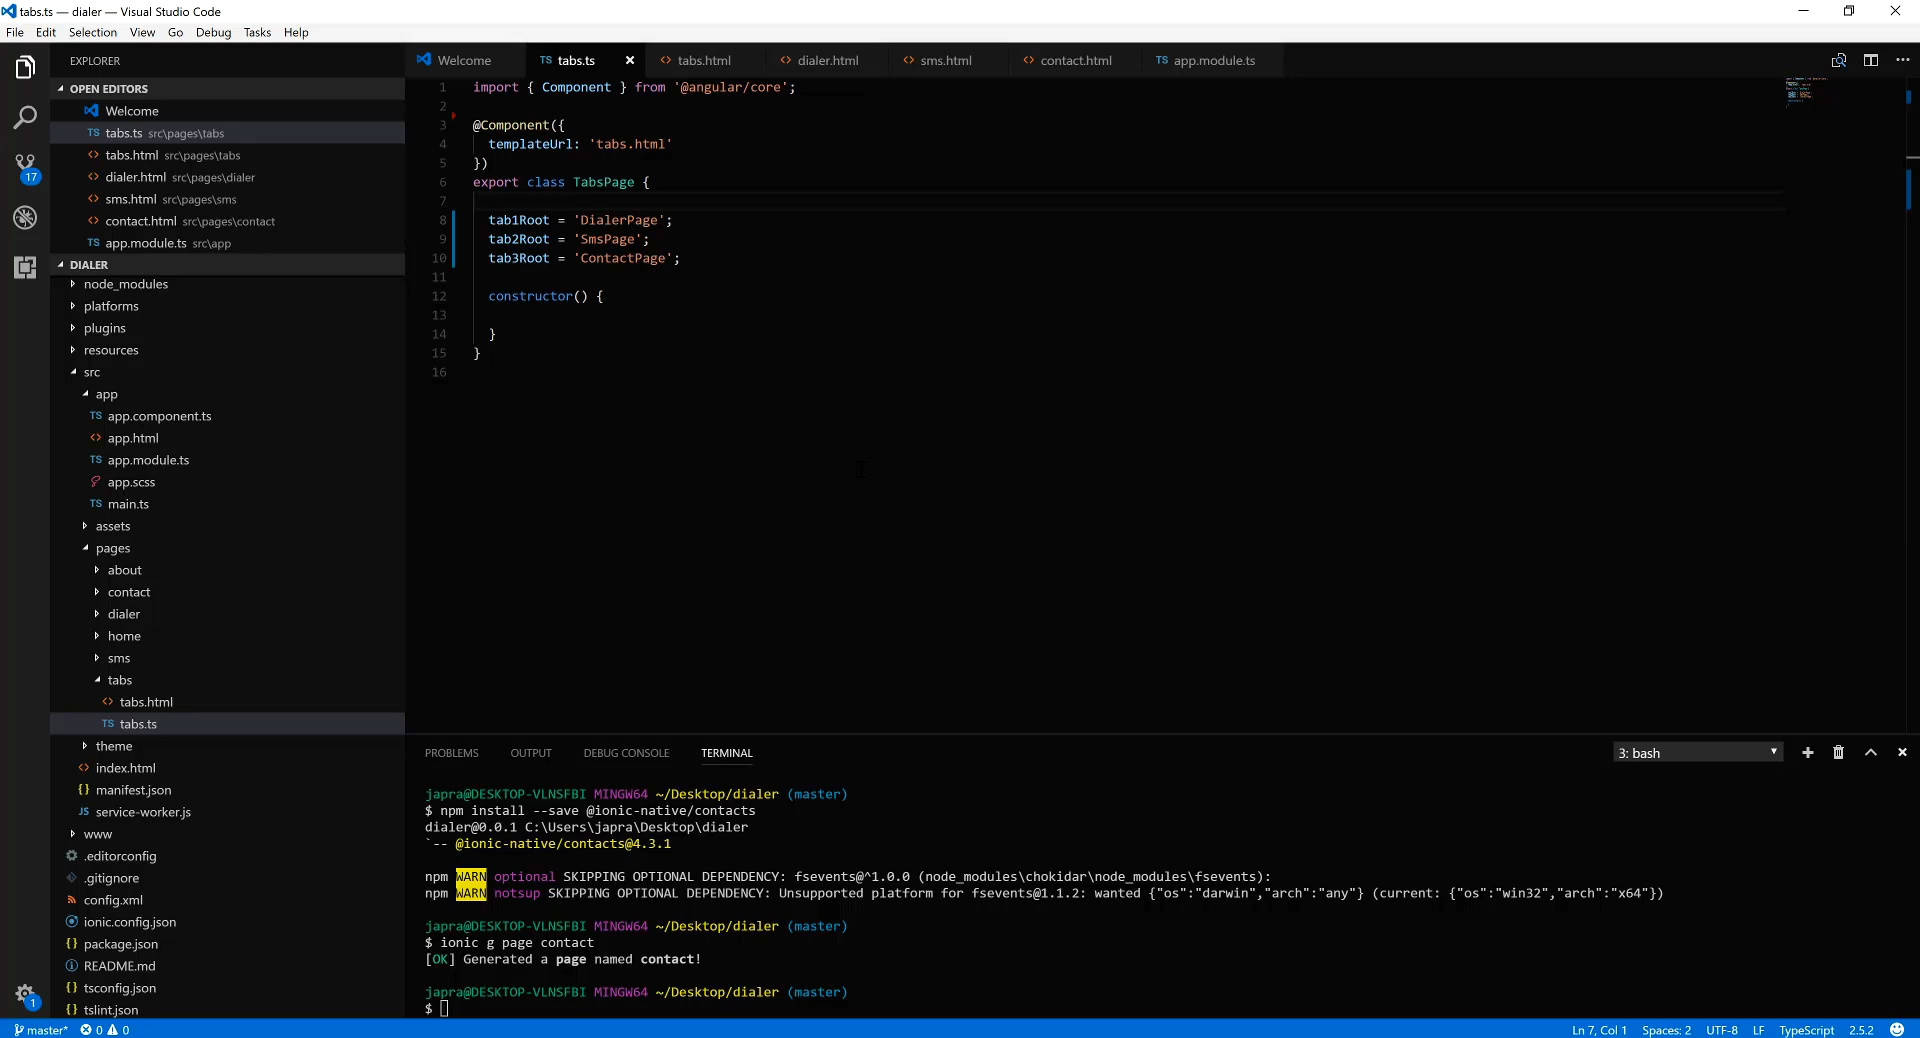 tabs.ts — dialer — Visual Studio Code
File Edit Selection View Go Debug Tasks Help
EXPLORER
OPEN EDITORS
Welcome
tabs.ts src\pages\tabs
tabs.html src\pages\tabs
dialer.html src\pages\dialer
sms.html src\pages\sms
contact.html src\pages\contact
app.module.ts src\app
DIALER
node_modules
platforms
plugins
resources
src
app
app.component.ts
app.html
app.module.ts
app.scss
main.ts
assets
pages
about
contact
dialer
home
sms
tabs
tabs.html
tabs.ts
theme
index.html
manifest.json
service-worker.js
www
.editorconfig
.gitignore
config.xml
ionic.config.json
package.json
README.md
tsconfig.json
tslint.json
17
1
Welcome TS tabs.ts tabs.html dialer.html sms.html contact.html TS app.module.ts
1 import { Component } from '@angular/core';
2
3 @Component({
4 templateUrl: 'tabs.html'
5 })
6 export class TabsPage {
7
8 tab1Root = 'DialerPage';
9 tab2Root = 'SmsPage';
10 tab3Root = 'ContactPage';
11
12 constructor() {
13
14 }
15 }
16
PROBLEMS OUTPUT DEBUG CONSOLE TERMINAL 3: bash
japra@DESKTOP-VLNSFBI MINGW64 ~/Desktop/dialer (master)
$ npm install --save @ionic-native/contacts
dialer@0.0.1 C:\Users\japra\Desktop\dialer
`-- @ionic-native/contacts@4.3.1
npm WARN optional SKIPPING OPTIONAL DEPENDENCY: fsevents@^1.0.0 (node_modules\chokidar\node_modules\fsevents):
npm WARN notsup SKIPPING OPTIONAL DEPENDENCY: Unsupported platform for fsevents@1.1.2: wanted {"os":"darwin","arch":"any"} (current: {"os":"win32","arch":"x64"})
japra@DESKTOP-VLNSFBI MINGW64 ~/Desktop/dialer (master)
$ ionic g page contact
[OK] Generated a page named contact!
japra@DESKTOP-VLNSFBI MINGW64 ~/Desktop/dialer (master)
$
master* 0 0 Ln 7, Col 1 Spaces: 2 UTF-8 LF TypeScript 2.5.2